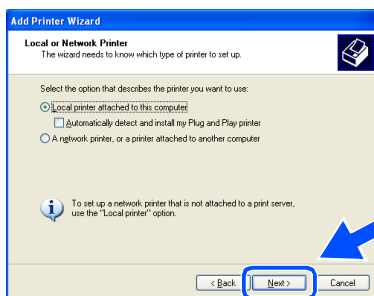 Add Printer Wizard
Local or Network Printer
The wizard needs to know which type of printer to set up.
Select the option that describes the printer you want to use:
Local printer attached to this computer
Automatically detect and install my Plug and Play printer
A network printer, or a printer attached to another computer
To set up a network printer that is not attached to a print server,
use the "Local printer" option.
< Back Next > Cancel